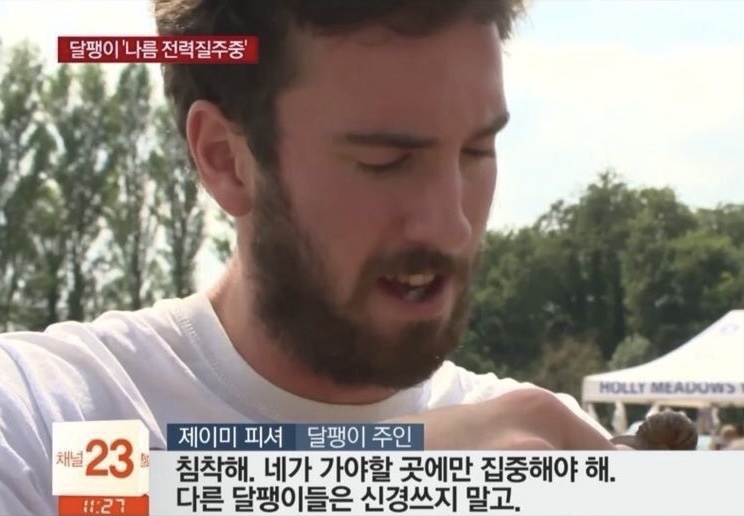 달팽이 '나름 전력질주중'
HOLLY MEADOWS
제이미 피셔 달팽이 주인
채널 23
침착해. 네가 가야할 곳에만 집중해야 해.
다른 달팽이들은 신경쓰지 말고.
11:27